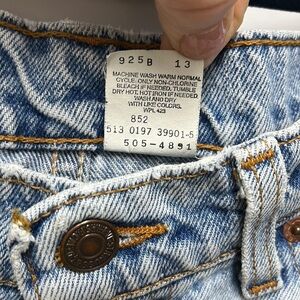 925B 13
MACHINE WASH WARM NORMAL
CYCLE. ONLY NON-CHLORINE
BLEACH IF NEEDED, TUMBLE
DRY HOT. HOT IRON IF NEEDED
WASH AND DRY
WITH LIKE COLORS.
WPL 423
852
513 0197 39901-5
505-4891